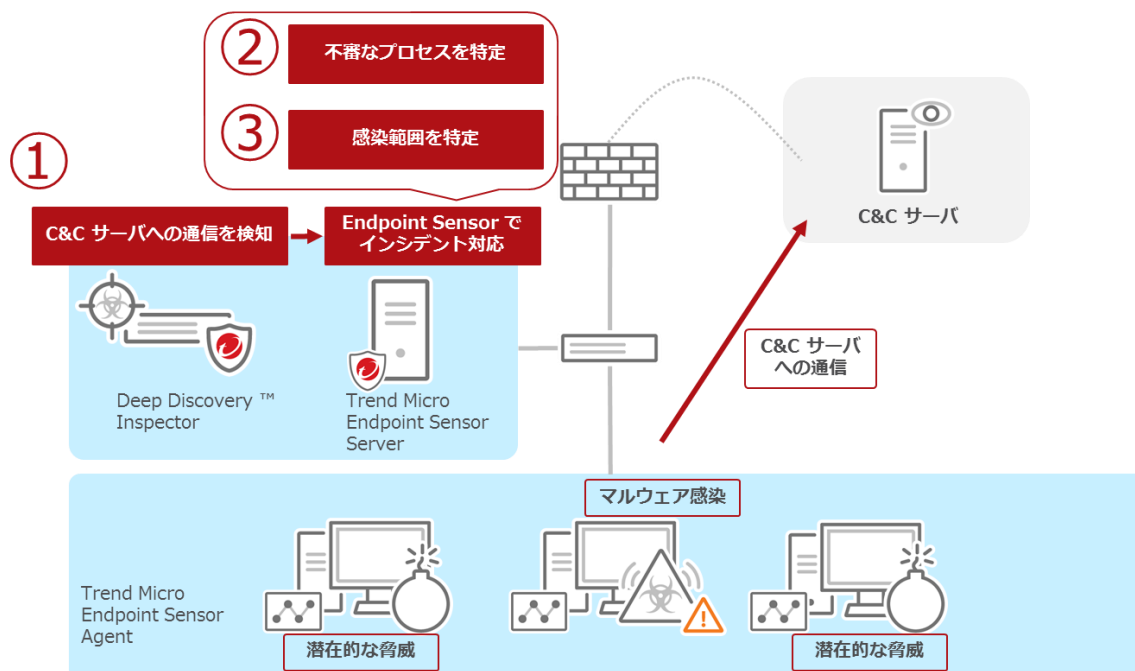 ②
不審なプロセスを特定
③
感染範囲を特定
①
C&C サーバへの通信を検知
Endpoint Sensor で
インシデント対応
C&C サーバ
C&C サーバ
への通信
Deep Discovery ™
Inspector
Trend Micro
Endpoint Sensor
Server
マルウェア感染
Trend Micro
Endpoint Sensor
Agent
潜在的な脅威
潜在的な脅威